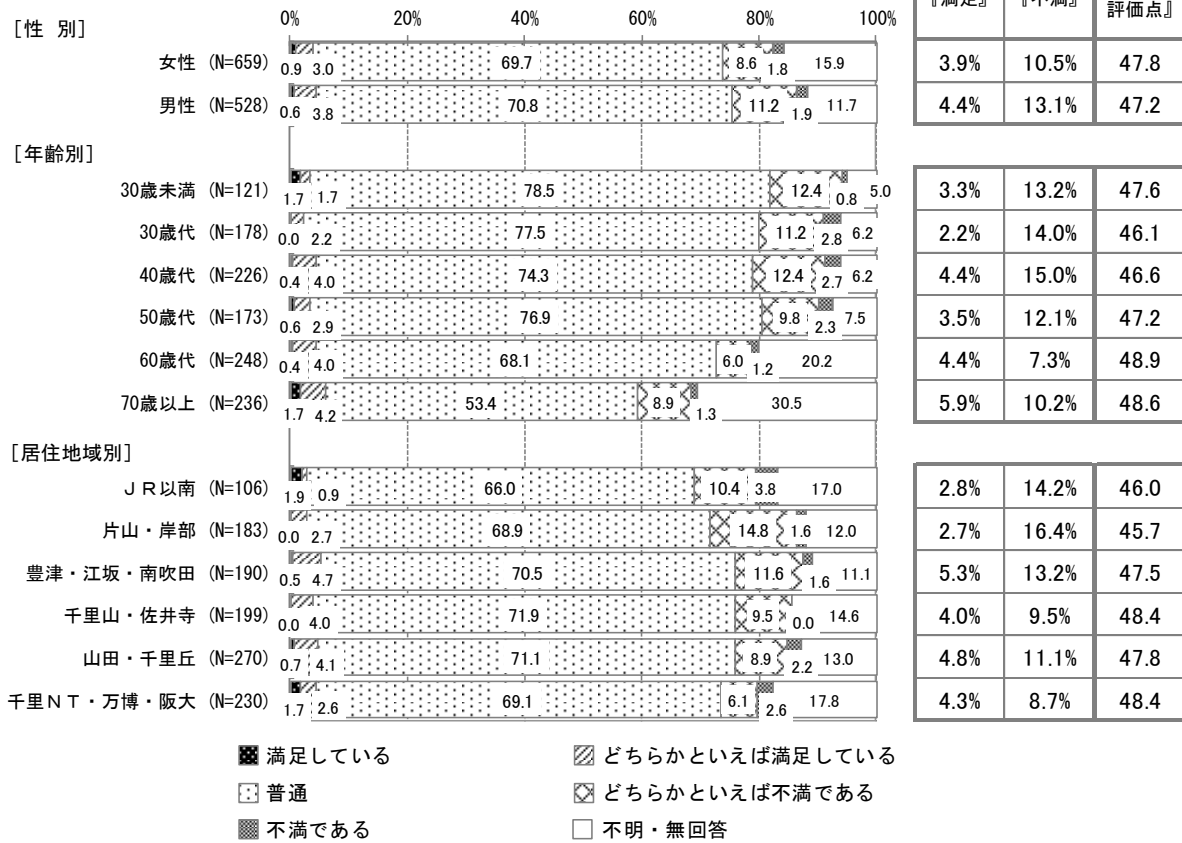 『満足』 『不満』 評価点』
0% 20% 40% 60% 80% 100%
[性 別]
女性 (N=659) 0.9 3.0 69.7 8.6 1.8 15.9 3.9% 10.5% 47.8
男性 (N=528) 0.6 3.8 70.8 11.2 1.9 11.7 4.4% 13.1% 47.2
[年齢別]
30歳未満 (N=121) 1.7 1.7 78.5 12.4 0.8 5.0 3.3% 13.2% 47.6
30歳代 (N=178) 0.0 2.2 77.5 11.2 2.8 6.2 2.2% 14.0% 46.1
40歳代 (N=226) 0.4 4.0 74.3 12.4 2.7 6.2 4.4% 15.0% 46.6
50歳代 (N=173) 0.6 2.9 76.9 9.8 2.3 7.5 3.5% 12.1% 47.2
60歳代 (N=248) 0.4 4.0 68.1 6.0 1.2 20.2 4.4% 7.3% 48.9
70歳以上 (N=236) 1.7 4.2 53.4 8.9 1.3 30.5 5.9% 10.2% 48.6
[居住地域別]
ＪＲ以南 (N=106) 1.9 0.9 66.0 10.4 3.8 17.0 2.8% 14.2% 46.0
片山・岸部 (N=183) 0.0 2.7 68.9 14.8 1.6 12.0 2.7% 16.4% 45.7
豊津・江坂・南吹田 (N=190) 0.5 4.7 70.5 11.6 1.6 11.1 5.3% 13.2% 47.5
千里山・佐井寺 (N=199) 0.0 4.0 71.9 9.5 0.0 14.6 4.0% 9.5% 48.4
山田・千里丘 (N=270) 0.7 4.1 71.1 8.9 2.2 13.0 4.8% 11.1% 47.8
千里ＮＴ・万博・阪大 (N=230) 1.7 2.6 69.1 6.1 2.6 17.8 4.3% 8.7% 48.4
満足している どちらかといえば満足している
普通 どちらかといえば不満である
不満である 不明・無回答